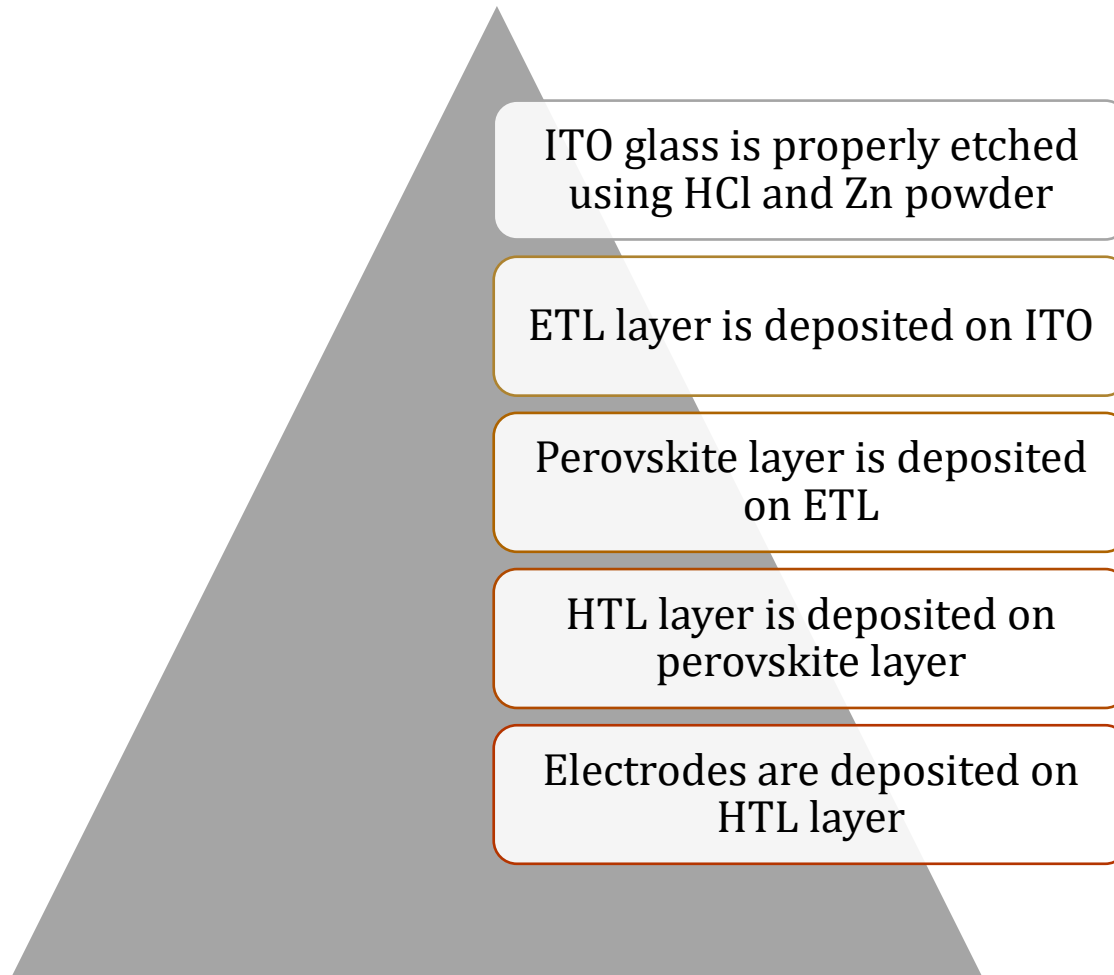 ITO glass is properly etched
using HCl and Zn powder
ETL layer is deposited on ITO
Perovskite layer is deposited
on ETL
HTL layer is deposited on
perovskite layer
Electrodes are deposited on
HTL layer